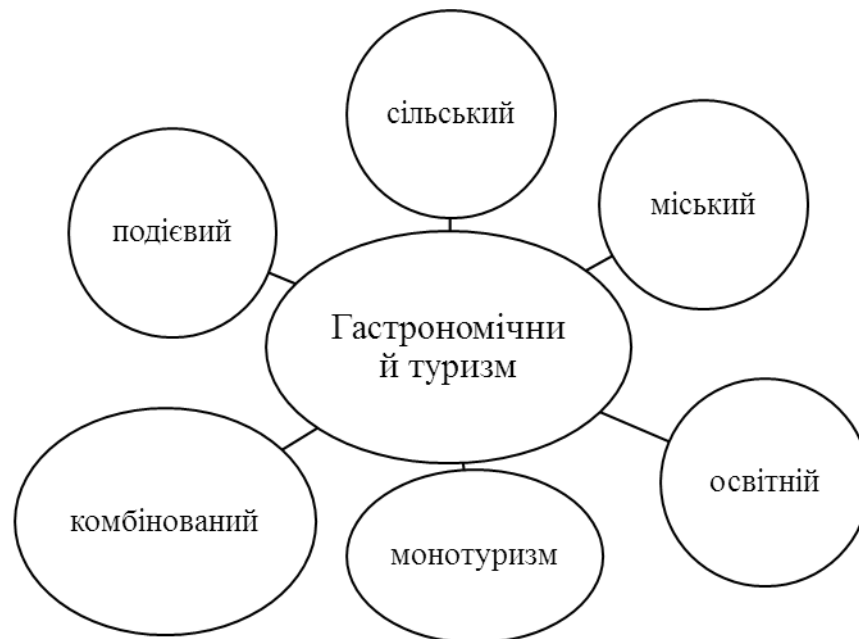 сільський
міський
подієвий
Гастрономічни
й туризм
освітній
комбінований
монотуризм